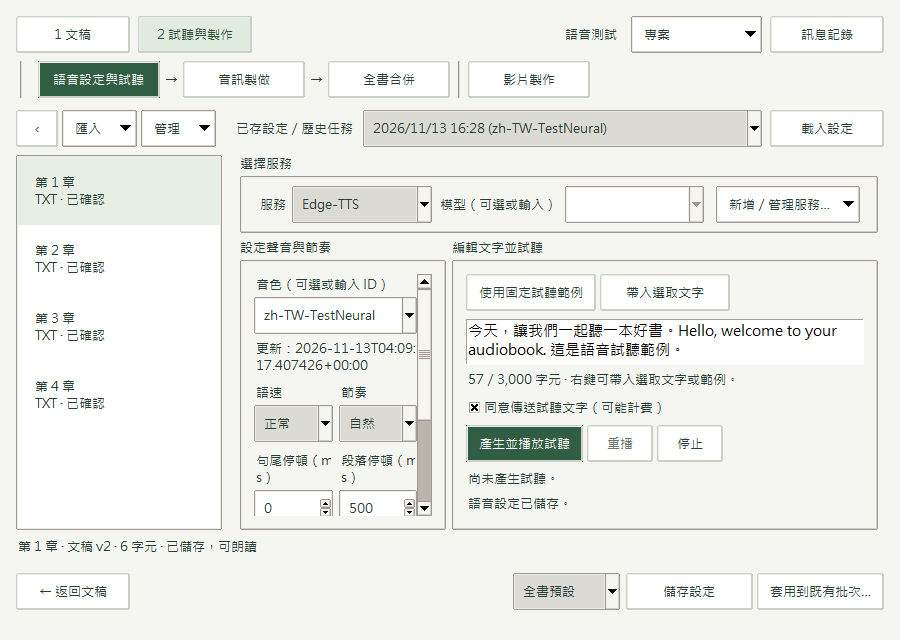 1 文稿
2 試聽與製作
語音測試
專案
訊息記錄
語音設定與試聽
→
音訊製做
→
全書合併
影片製作
‹
匯入
管理
已存設定 / 歷史任務
2026/11/13 16:28 (zh-TW-TestNeural)
載入設定
第 1 章
TXT · 已確認
第 2 章
TXT · 已確認
第 3 章
TXT · 已確認
第 4 章
TXT · 已確認
選擇服務
服務
Edge-TTS
模型（可選或輸入）
新增 / 管理服務...
設定聲音與節奏
音色（可選或輸入 ID）
zh-TW-TestNeural
更新：2026-11-13T04:09:
17.407426+00:00
語速
節奏
正常
自然
句尾停頓（m
s）
段落停頓（m
s）
0
500
編輯文字並試聽
使用固定試聽範例
帶入選取文字
今天，讓我們一起聽一本好書。Hello, welcome to your
audiobook. 這是語音試聽範例。
57 / 3,000 字元 · 右鍵可帶入選取文字或範例。
同意傳送試聽文字（可能計費）
產生並播放試聽
重播
停止
尚未產生試聽。
語音設定已儲存。
第 1 章 · 文稿 v2 · 6 字元 · 已儲存，可朗讀
← 返回文稿
全書預設
儲存設定
套用到既有批次...